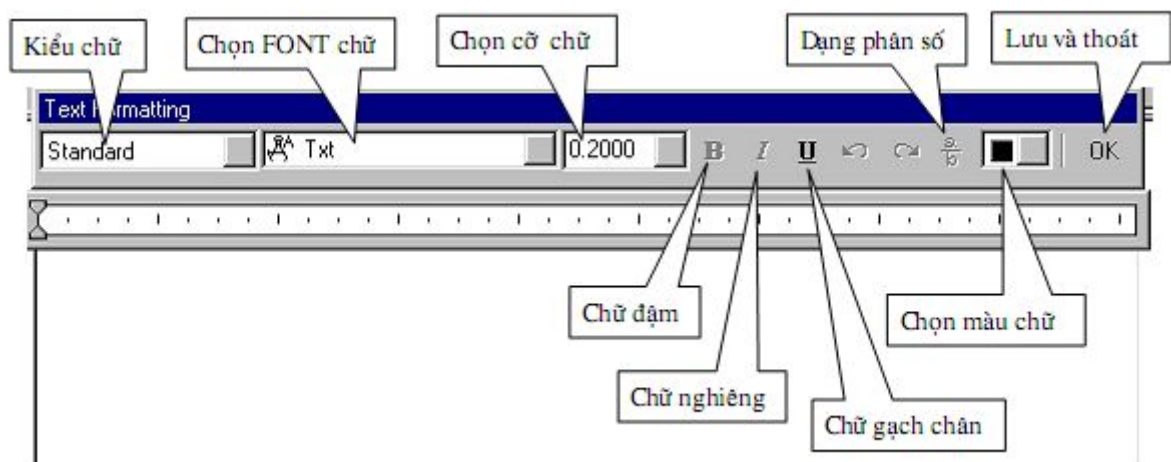 Kiểu chữ
Chọn FONT chữ
Chọn cỡ chữ
Dạng phân số
Lưu và thoát
Text Formatting
Standard
Txt
0.2000
B
I
U
a/b
OK
Chữ đậm
Chọn màu chữ
Chữ nghiêng
Chữ gạch chân